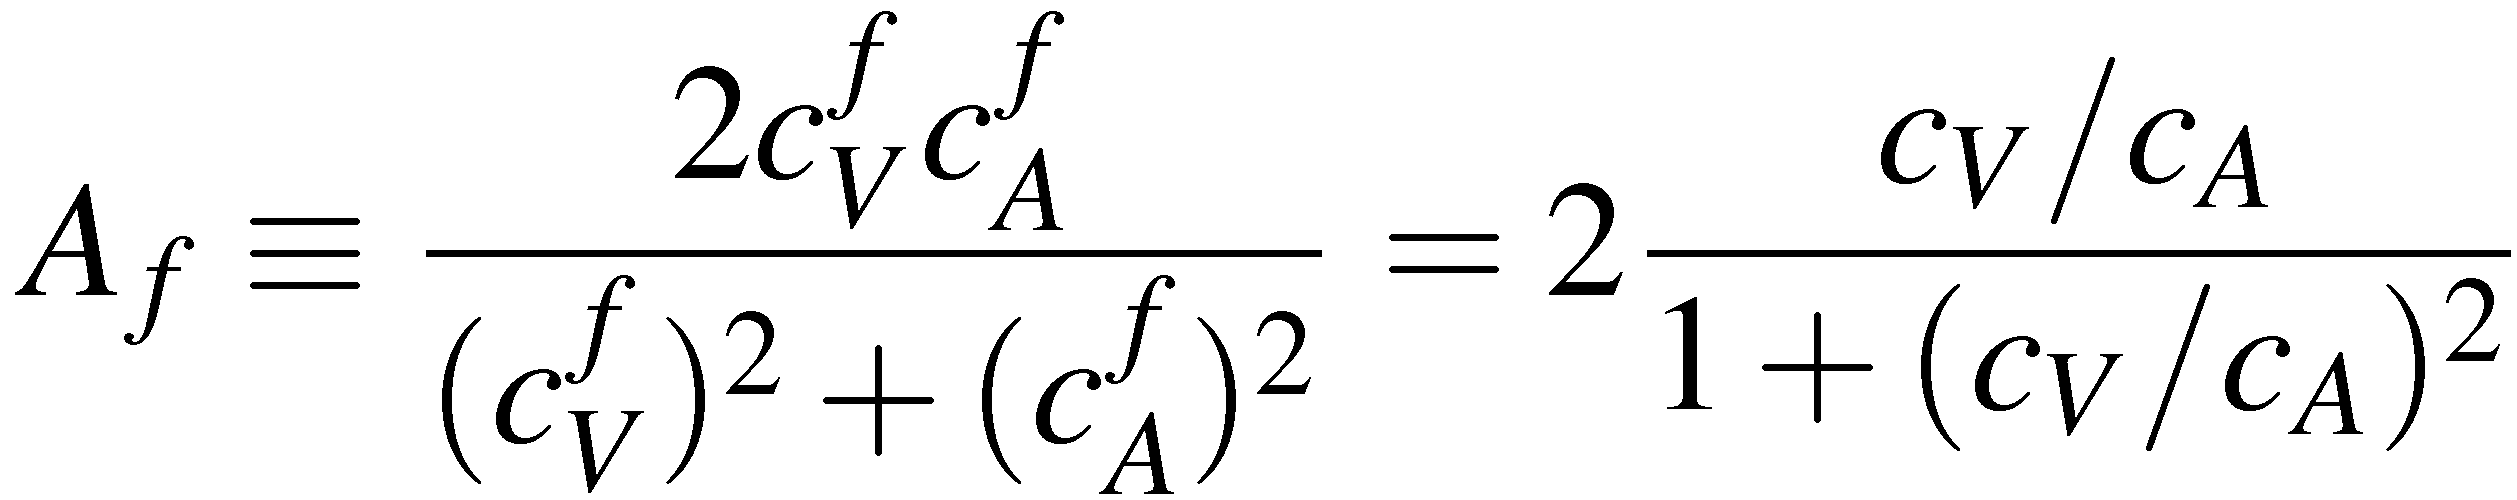 $A_f \equiv \frac{2c_V^f c_A^f}{(c_V^f)^2 + (c_A^f)^2} = 2\frac{c_V/c_A}{1 + (c_V/c_A)^2}$